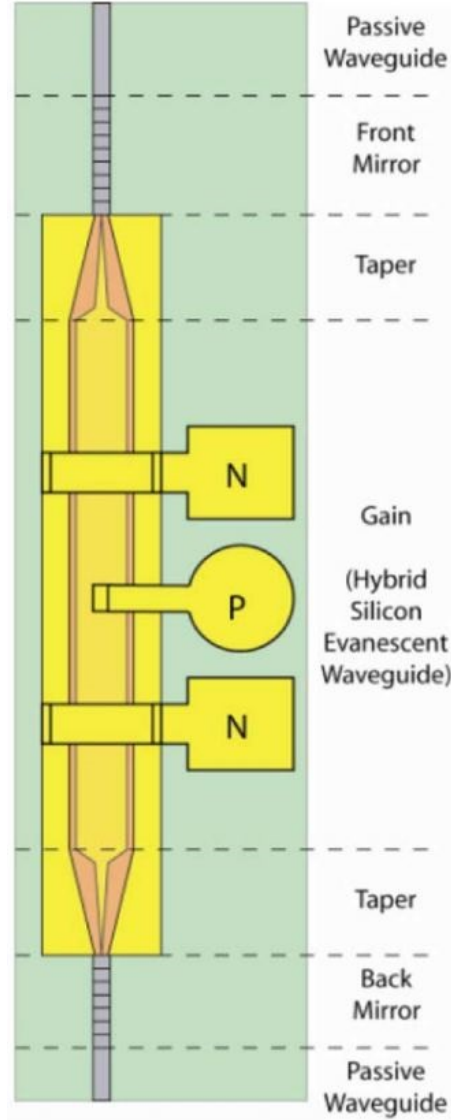 Passive
Waveguide
Front
Mirror
Taper
N
Gain
(Hybrid
Silicon
Evanescent
Waveguide)
P
N
Taper
Back
Mirror
Passive
Waveguide